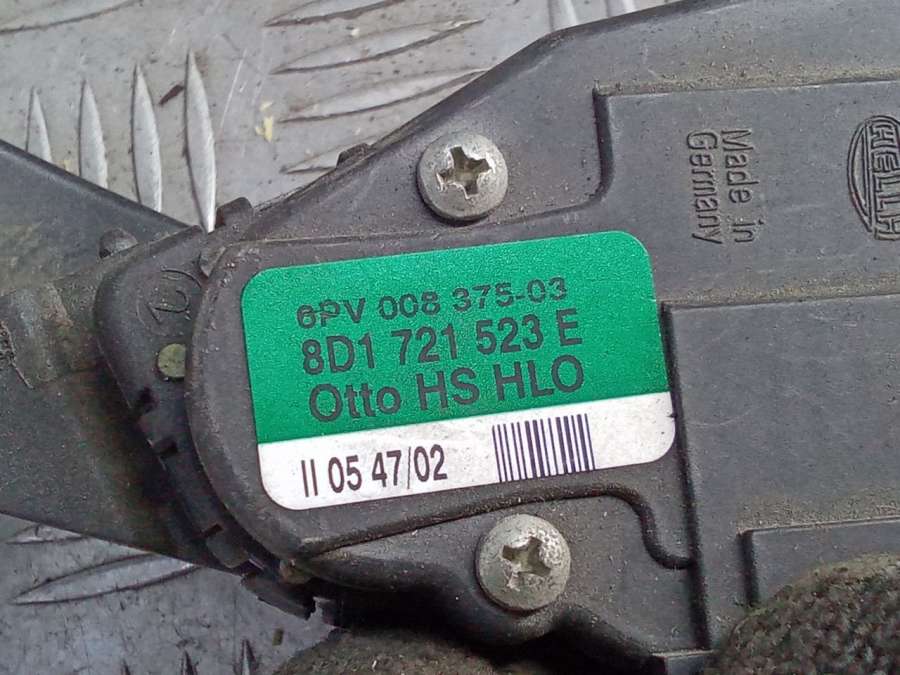 6PV 008 375-03
8D1 721 523 E
Otto HS HLO
II 05 47/02
Made in
Germany
HELLA